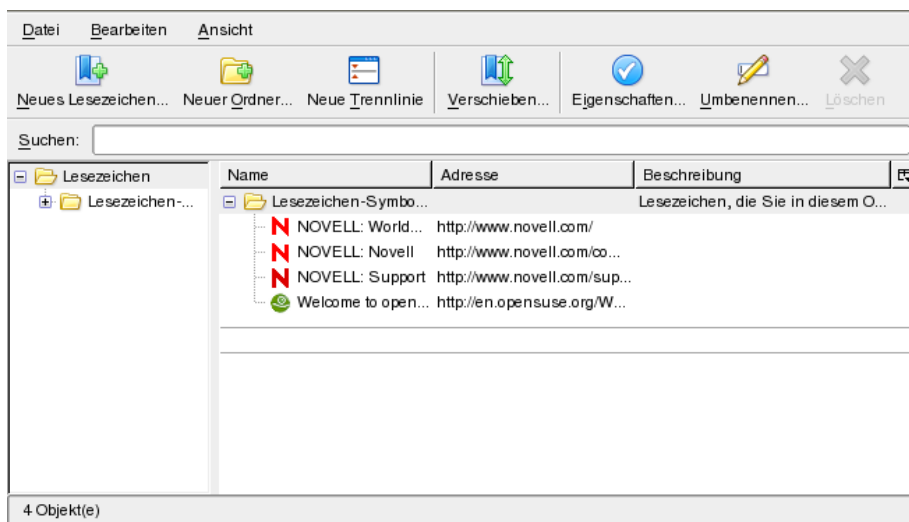 Datei Bearbeiten Ansicht
Neues Lesezeichen... Neuer Ordner... Neue Trennlinie Verschieben... Eigenschaften... Umbenennen... Löschen
Suchen:
Lesezeichen
Lesezeichen-...
Name Adresse Beschreibung
Lesezeichen-Symbo... Lesezeichen, die Sie in diesem O...
NOVELL: World... http://www.novell.com/
NOVELL: Novell http://www.novell.com/co...
NOVELL: Support http://www.novell.com/sup...
Welcome to open... http://en.opensuse.org/W...
4 Objekt(e)